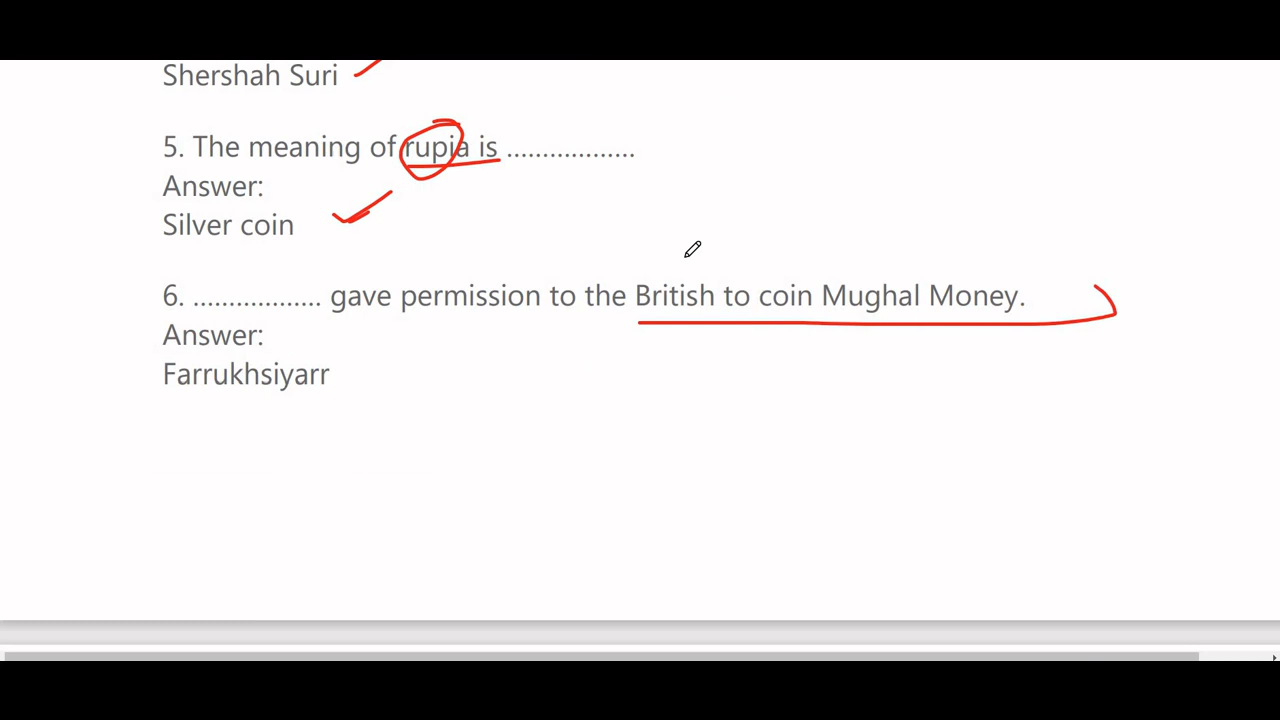 Shershah Suri
5. The meaning of rupia is ..................
Answer:
Silver coin
6. .................. gave permission to the British to coin Mughal Money.
Answer:
Farrukhsiyarr